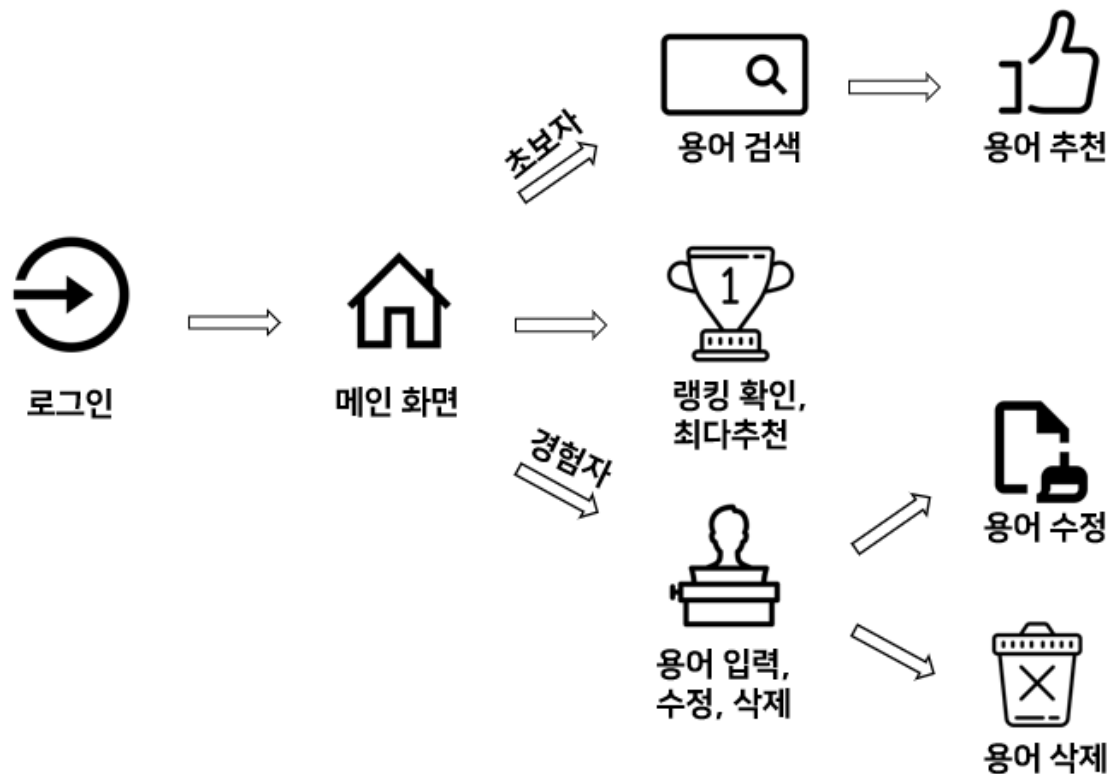 초보자
용어 검색
용어 추천
로그인
메인 화면
1
랭킹 확인,
최다추천
경험자
용어 입력,
수정, 삭제
용어 수정
용어 삭제